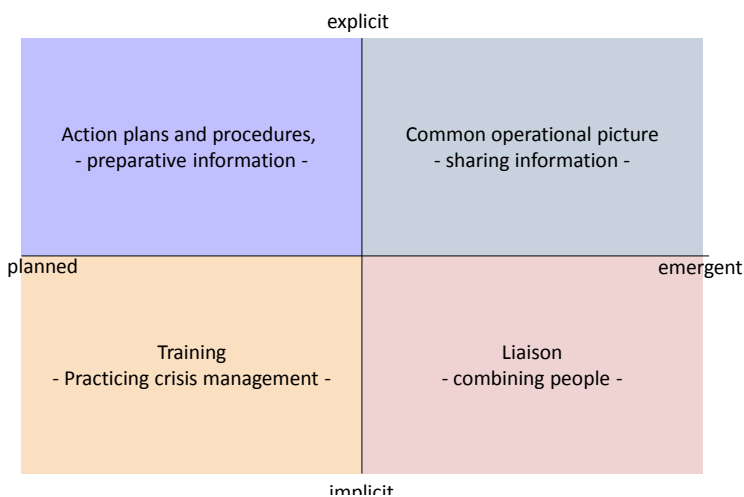 explicit
Action plans and procedures,
- preparative information -
Common operational picture
- sharing information -
planned
emergent
Training
- Practicing crisis management -
Liaison
- combining people -
implicit